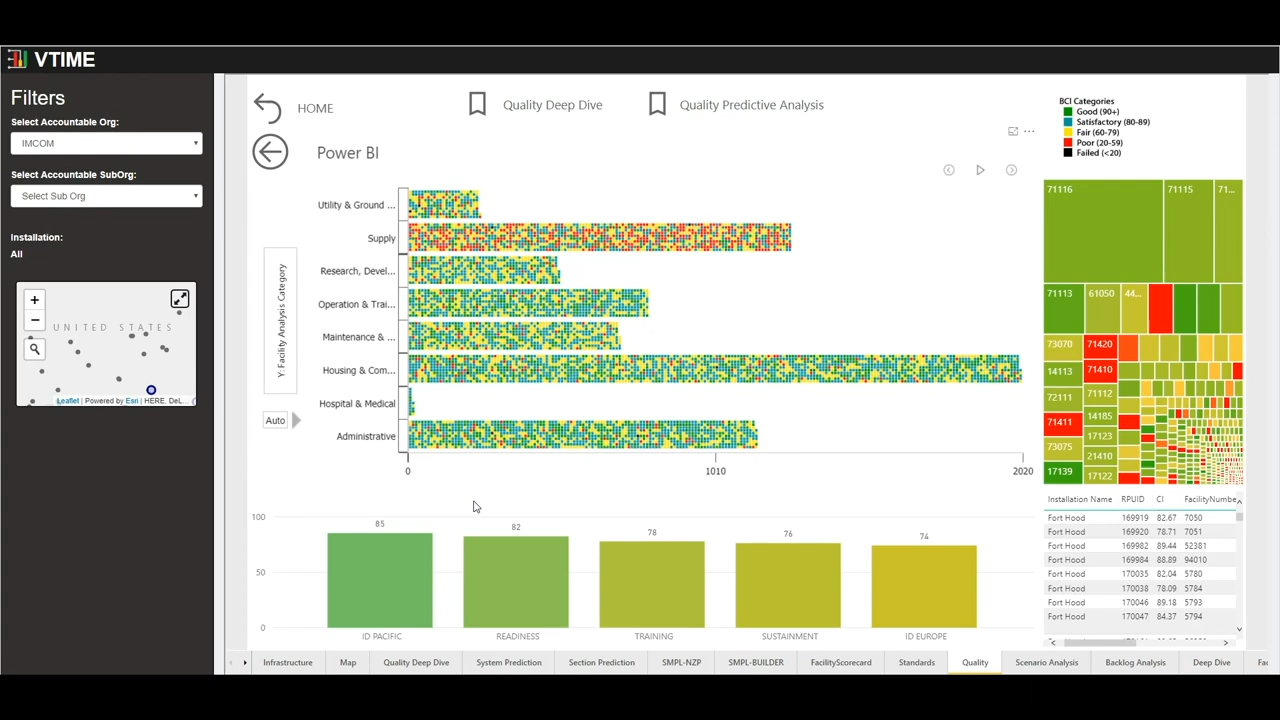 VTIME
Filters
Select Accountable Org:
IMCOM
Select Accountable SubOrg:
Select Sub Org
Installation:
All
+
−
UNITED STATES
Leaflet | Powered by Esri | HERE, DeL...
HOME
Quality Deep Dive
Quality Predictive Analysis
Power BI
Y: Facility Analysis Category
Auto
Utility & Ground ...
Supply
Research, Devel...
Operation & Trai...
Maintenance & ...
Housing & Com...
Hospital & Medical
Administrative
0 1010 2020
100
50
0
85 82 78 76 74
ID PACIFIC READINESS TRAINING SUSTAINMENT ID EUROPE
BCI Categories
Good (90+)
Satisfactory (80-89)
Fair (60-79)
Poor (20-59)
Failed (<20)
71116 71115 71...
71113 61050 44...
73070 71420
14113 71410
72111 71112
71411 14185
73075 17123
17139 21410
17122
Installation Name RPUID CI FacilityNumbe
Fort Hood 169919 82.67 7050
Fort Hood 169920 78.71 7051
Fort Hood 169982 89.44 52381
Fort Hood 169984 88.89 94010
Fort Hood 170035 82.04 5780
Fort Hood 170038 78.09 5784
Fort Hood 170046 89.18 5793
Fort Hood 170047 84.37 5794
Infrastructure Map Quality Deep Dive System Prediction Section Prediction SMPL-NZP SMPL-BUILDER FacilityScorecard Standards Quality Scenario Analysis Backlog Analysis Deep Dive Fac